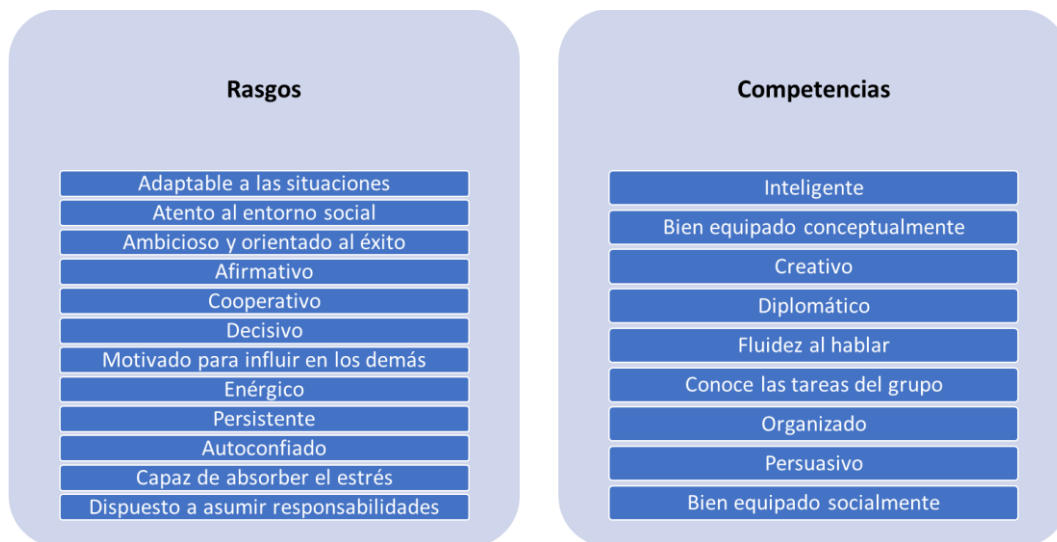 Rasgos
Adaptable a las situaciones
Atento al entorno social
Ambicioso y orientado al éxito
Afirmativo
Cooperativo
Decisivo
Motivado para influir en los demás
Enérgico
Persistente
Autoconfiado
Capaz de absorber el estrés
Dispuesto a asumir responsabilidades
Competencias
Inteligente
Bien equipado conceptualmente
Creativo
Diplomático
Fluidez al hablar
Conoce las tareas del grupo
Organizado
Persuasivo
Bien equipado socialmente